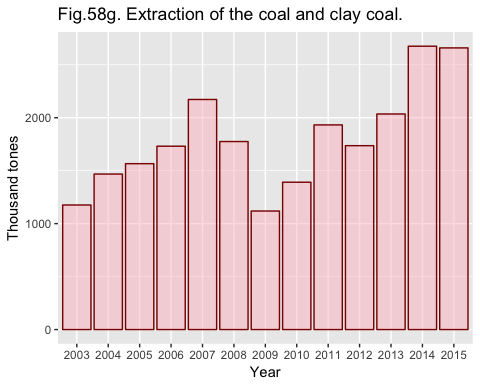 Fig.58g. Extraction of the coal and clay coal.
Thousand tones
2000
1000
0
2003 2004 2005 2006 2007 2008 2009 2010 2011 2012 2013 2014 2015
Year